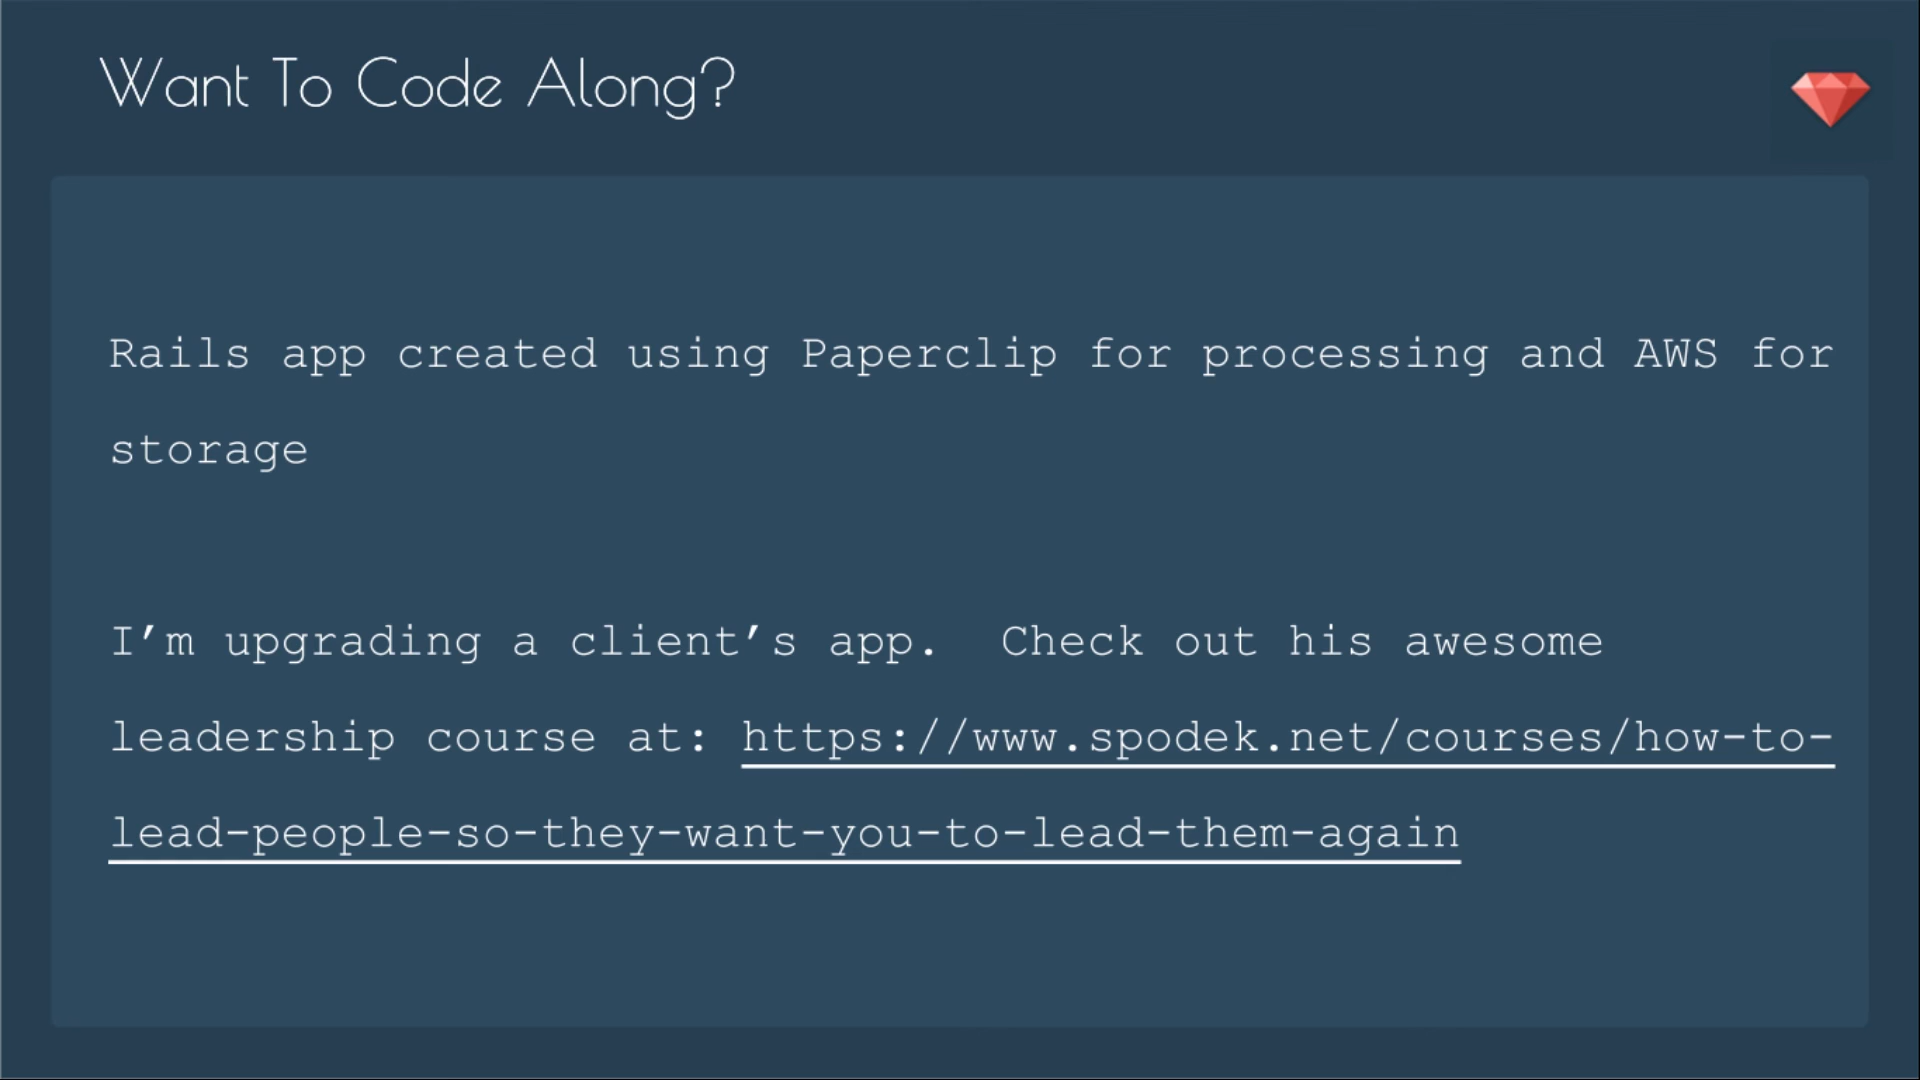 Want To Code Along?
Rails app created using Paperclip for processing and AWS for
storage
I’m upgrading a client’s app.  Check out his awesome
leadership course at: https://www.spodek.net/courses/how-to-
lead-people-so-they-want-you-to-lead-them-again